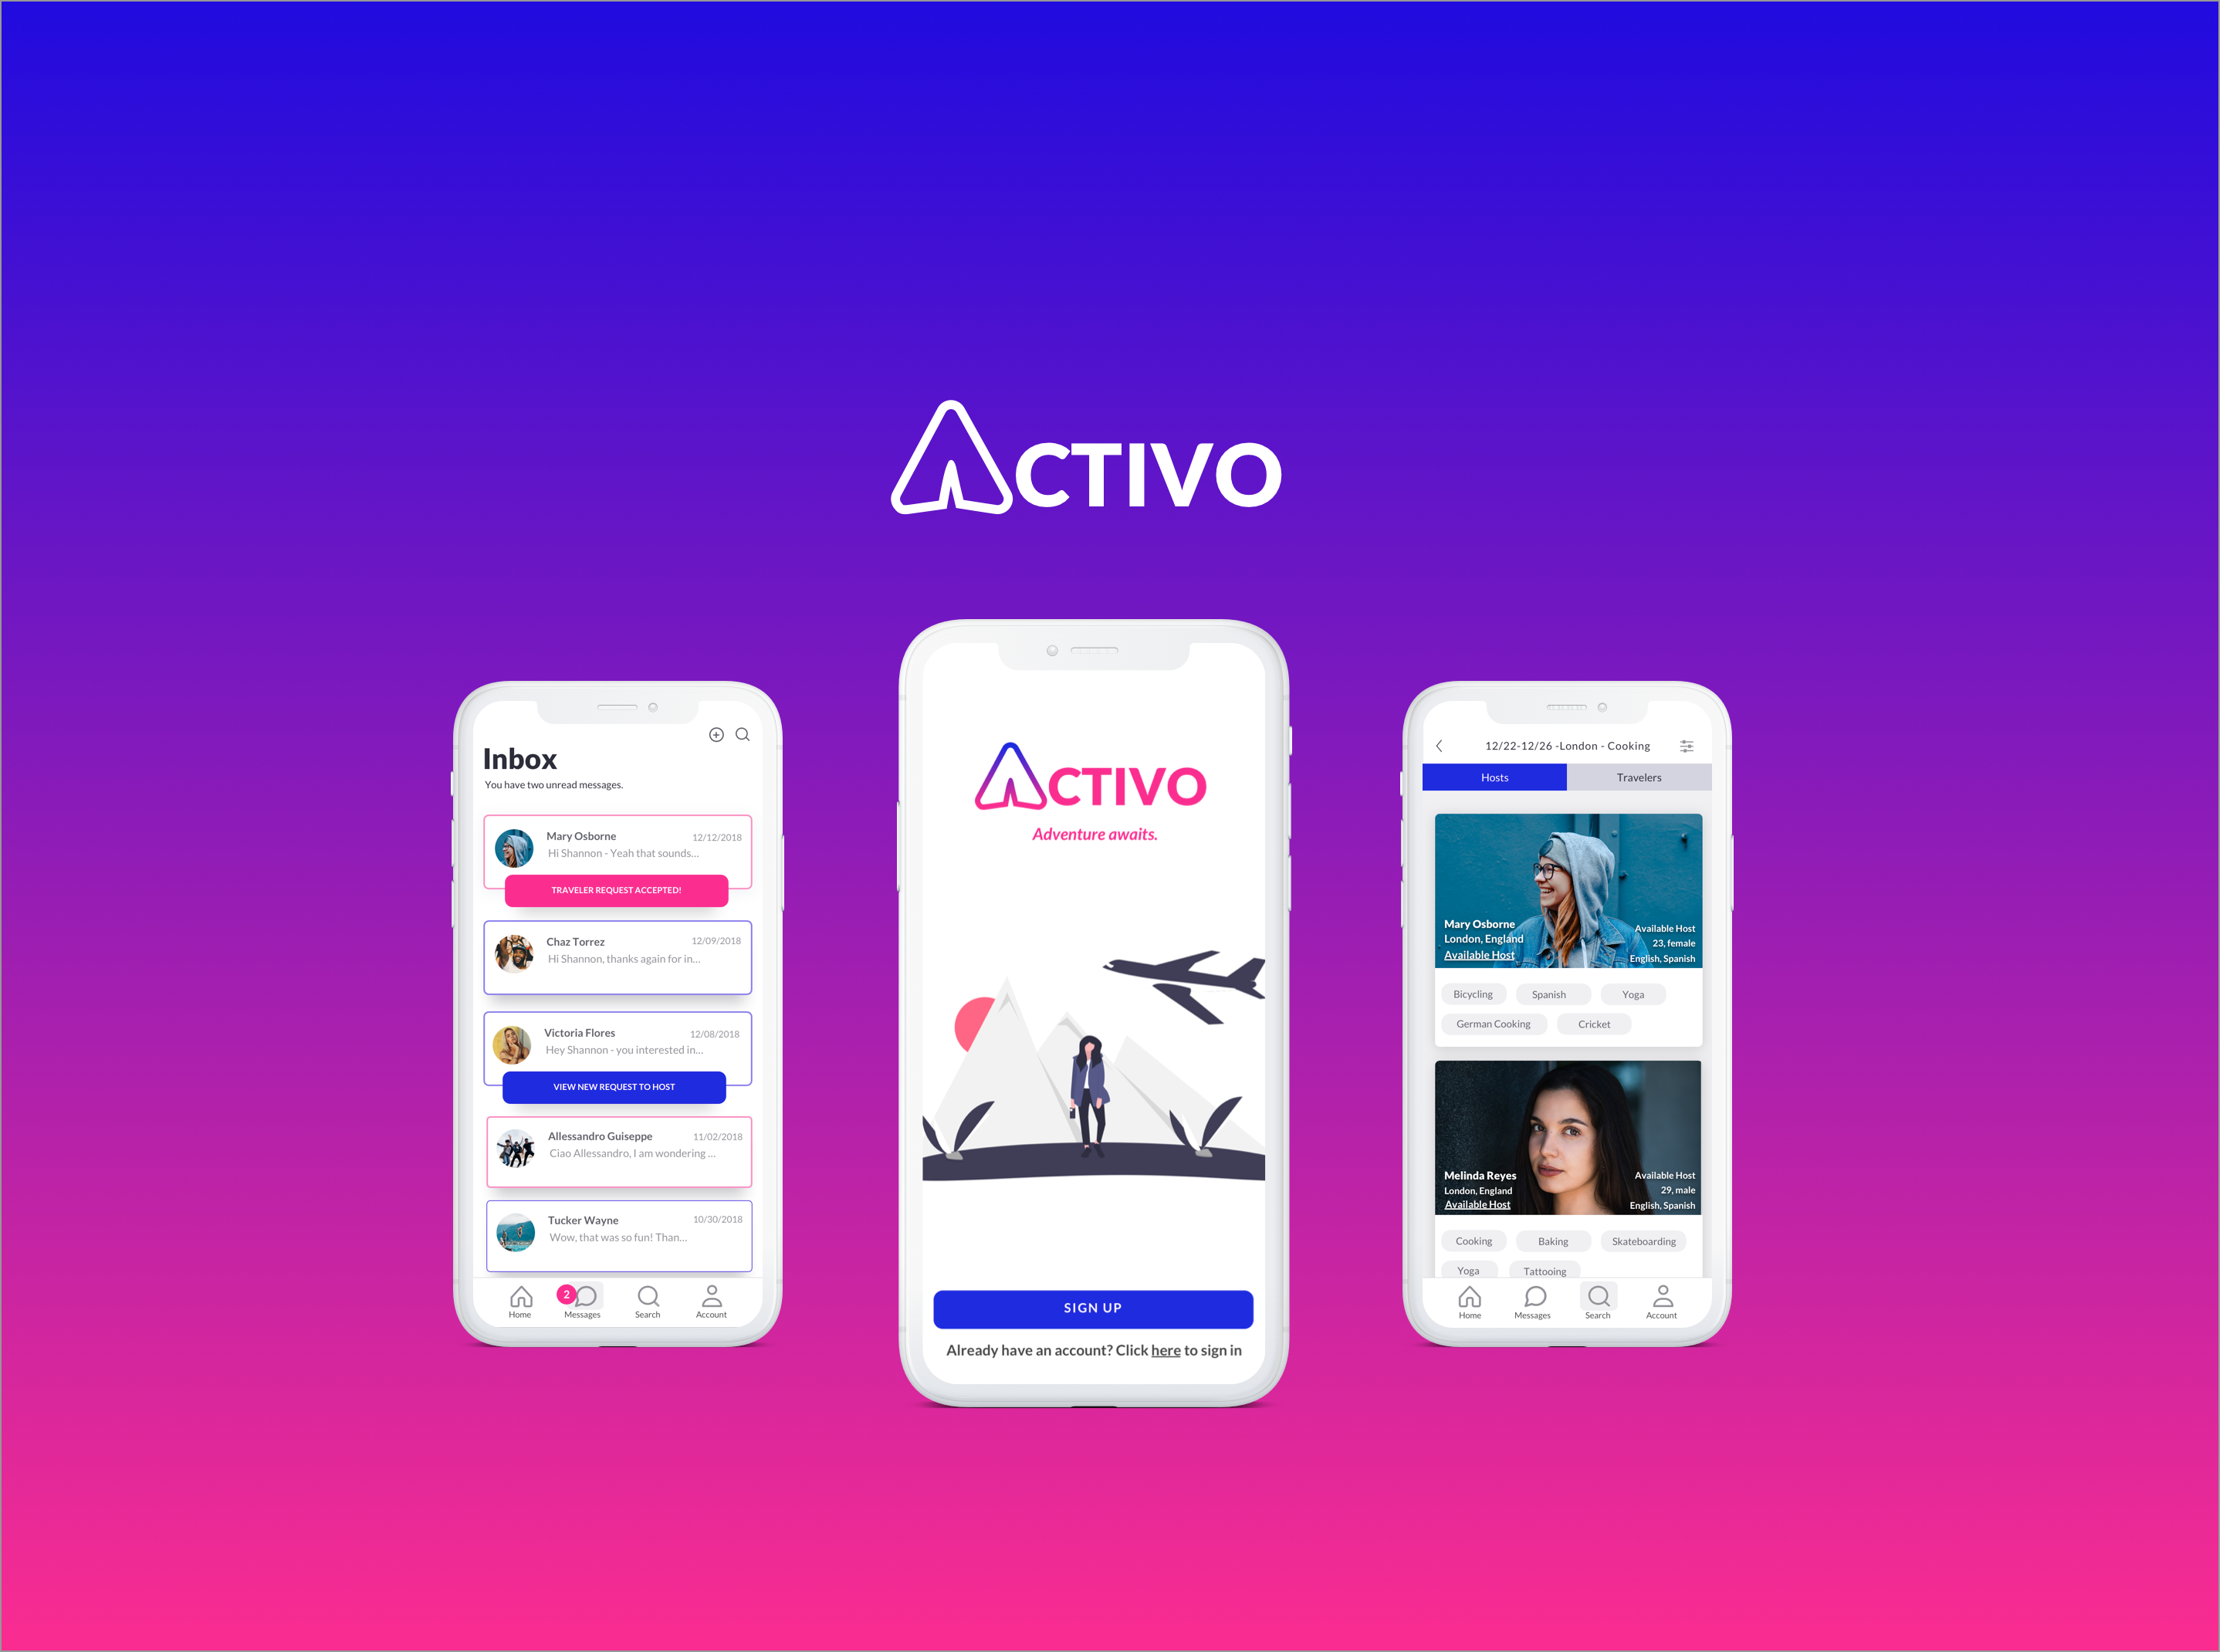 ACTIVO
Inbox
You have two unread messages.
Mary Osborne 12/12/2018
Hi Shannon - Yeah that sounds...
TRAVELER REQUEST ACCEPTED!
Chaz Torrez 12/09/2018
Hi Shannon, thanks again for in...
Victoria Flores 12/08/2018
Hey Shannon - you interested in...
VIEW NEW REQUEST TO HOST
Allessandro Guiseppe 11/02/2018
Ciao Allessandro, I am wondering ...
Tucker Wayne 10/30/2018
Wow, that was so fun! Than...
2
Home Messages Search Account
ACTIVO
Adventure awaits.
SIGN UP
Already have an account? Click here to sign in
12/22-12/26 -London - Cooking
Hosts Travelers
Mary Osborne Available Host
London, England 23, female
Available Host English, Spanish
Bicycling Spanish Yoga
German Cooking Cricket
Melinda Reyes Available Host
London, England 29, male
Available Host English, Spanish
Cooking Baking Skateboarding
Yoga Tattooing
Home Messages Search Account